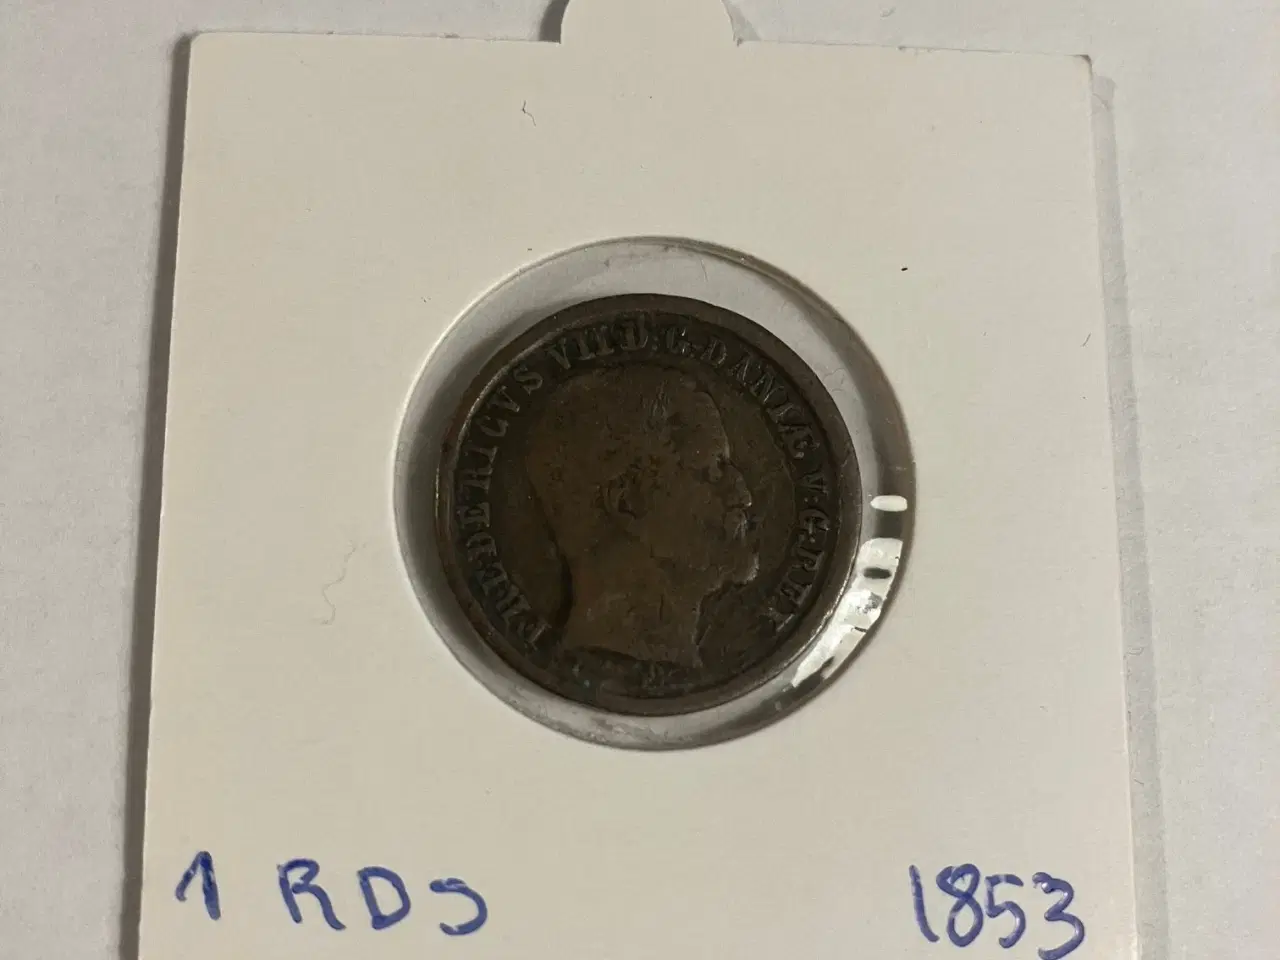 FREDERICVS VII D:G:DANIÆ V:G:REX
1 RDS
1853